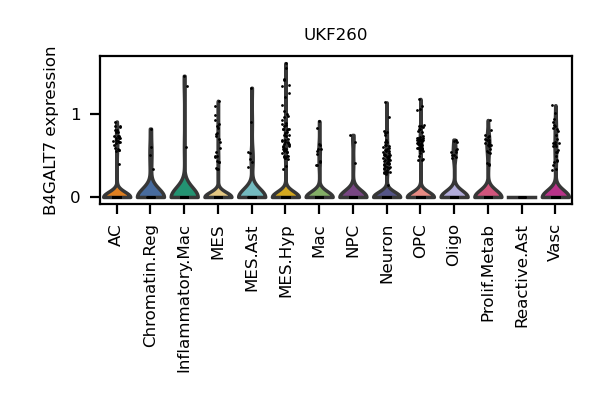 UKF260
B4GALT7 expression
1
0
AC
Chromatin.Reg
Inflammatory.Mac
MES
MES.Ast
MES.Hyp
Mac
NPC
Neuron
OPC
Oligo
Prolif.Metab
Reactive.Ast
Vasc